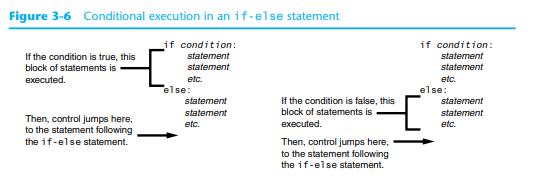 Figure 3-6 Conditional execution in an if-else statement
If the condition is true, this
block of statements is
executed.
Then, control jumps here,
to the statement following
the if-else statement.
if condition:
statement
statement
etc.
else:
statement
statement
etc.
If the condition is false, this
block of statements is
executed.
Then, control jumps here,
to the statement following
the if-else statement.
if condition:
statement
statement
etc.
else:
statement
statement
etc.